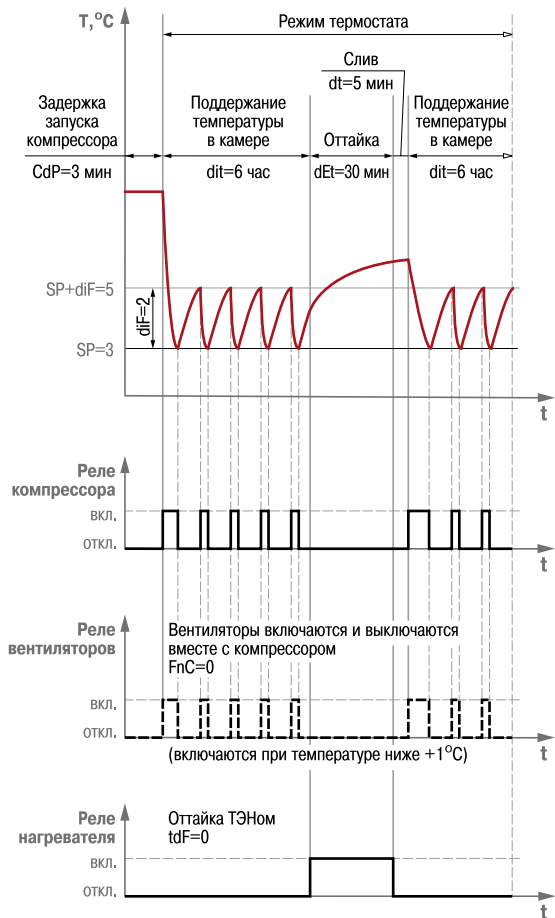 T,°C
Режим термостата
Слив
dt=5 мин
Задержка
запуска
компрессора
CdP=3 мин
Поддержание
температуры
в камере
dit=6 час
Оттайка
dEt=30 мин
Поддержание
температуры
в камере
dit=6 час
SP+diF=5
diF=2
SP=3
t
Реле
компрессора
вкл.
откл.
t
Реле
вентиляторов
Вентиляторы включаются и выключаются
вместе с компрессором
FnC=0
вкл.
откл.
(включаются при температуре ниже +1°C)
t
Реле
нагревателя
Оттайка ТЭНом
tdF=0
вкл.
откл.
t